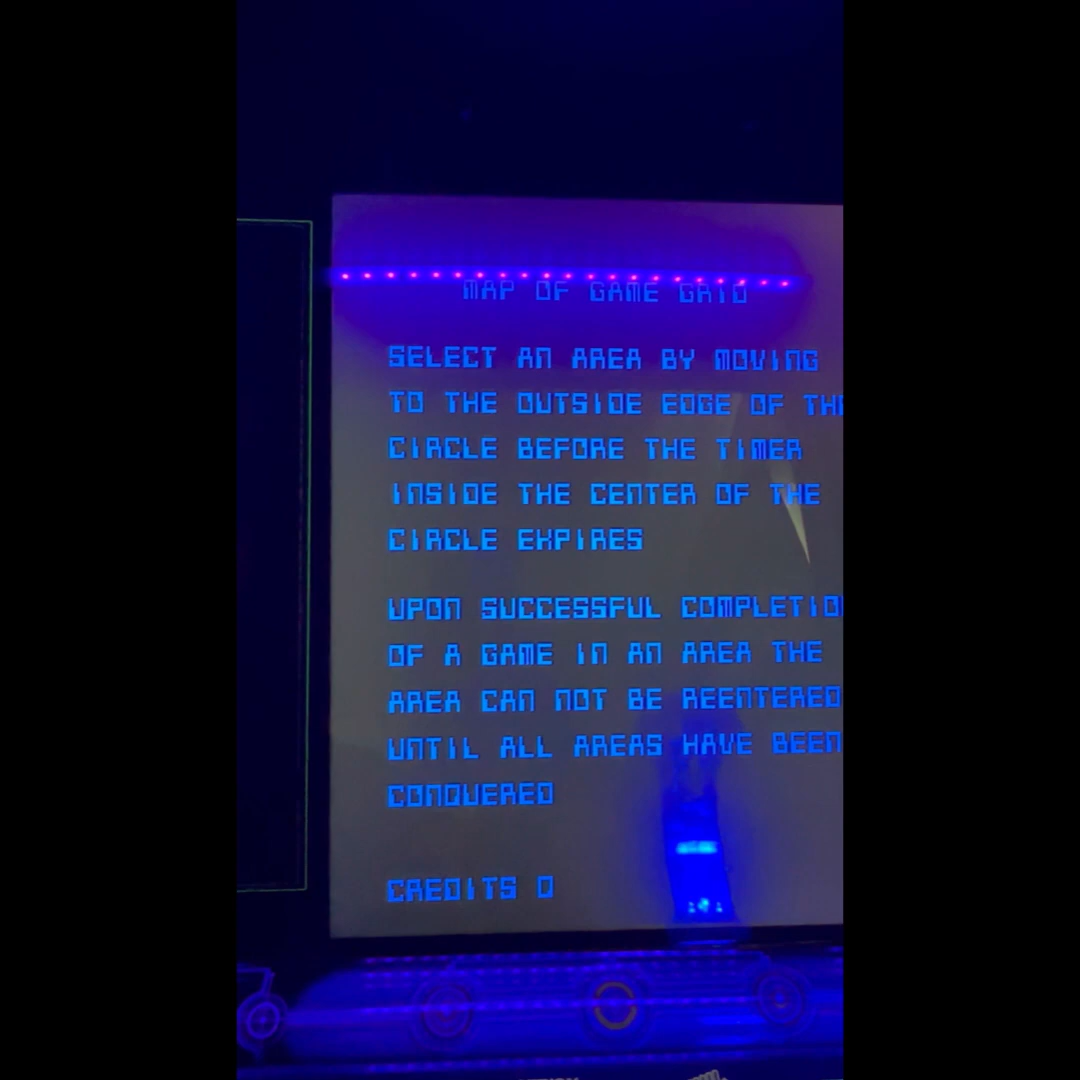 MAP OF GAME GRID
SELECT AN AREA BY MOVING
TO THE OUTSIDE EDGE OF THE
CIRCLE BEFORE THE TIMER
INSIDE THE CENTER OF THE
CIRCLE EXPIRES
UPON SUCCESSFUL COMPLETIO
OF A GAME IN AN AREA THE
AREA CAN NOT BE REENTERED
UNTIL ALL AREAS HAVE BEEN
CONQUERED
CREDITS 0